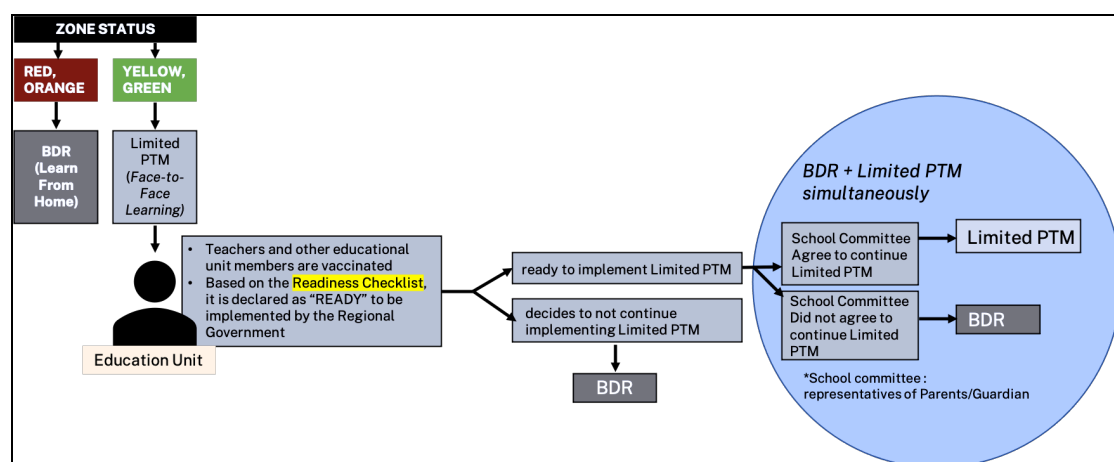 ZONE STATUS
RED,
ORANGE
YELLOW,
GREEN
BDR
(Learn
From
Home)
Limited
PTM
(Face-to-
Face
Learning)
• Teachers and other educational
unit members are vaccinated
• Based on the Readiness Checklist,
it is declared as “READY” to be
implemented by the Regional
Government
Education Unit
ready to implement Limited PTM
decides to not continue
implementing Limited PTM
BDR
BDR + Limited PTM
simultaneously
School Committee
Agree to continue
Limited PTM
Limited PTM
School Committee
Did not agree to
continue Limited
PTM
BDR
*School committee :
representatives of Parents/Guardian